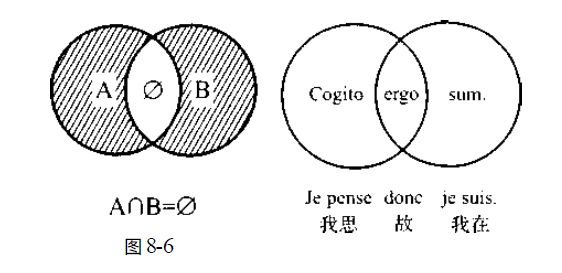 A ∅ B
A∩B=∅
图 8-6
Cogito ergo sum.
Je pense donc je suis.
我思 故 我在